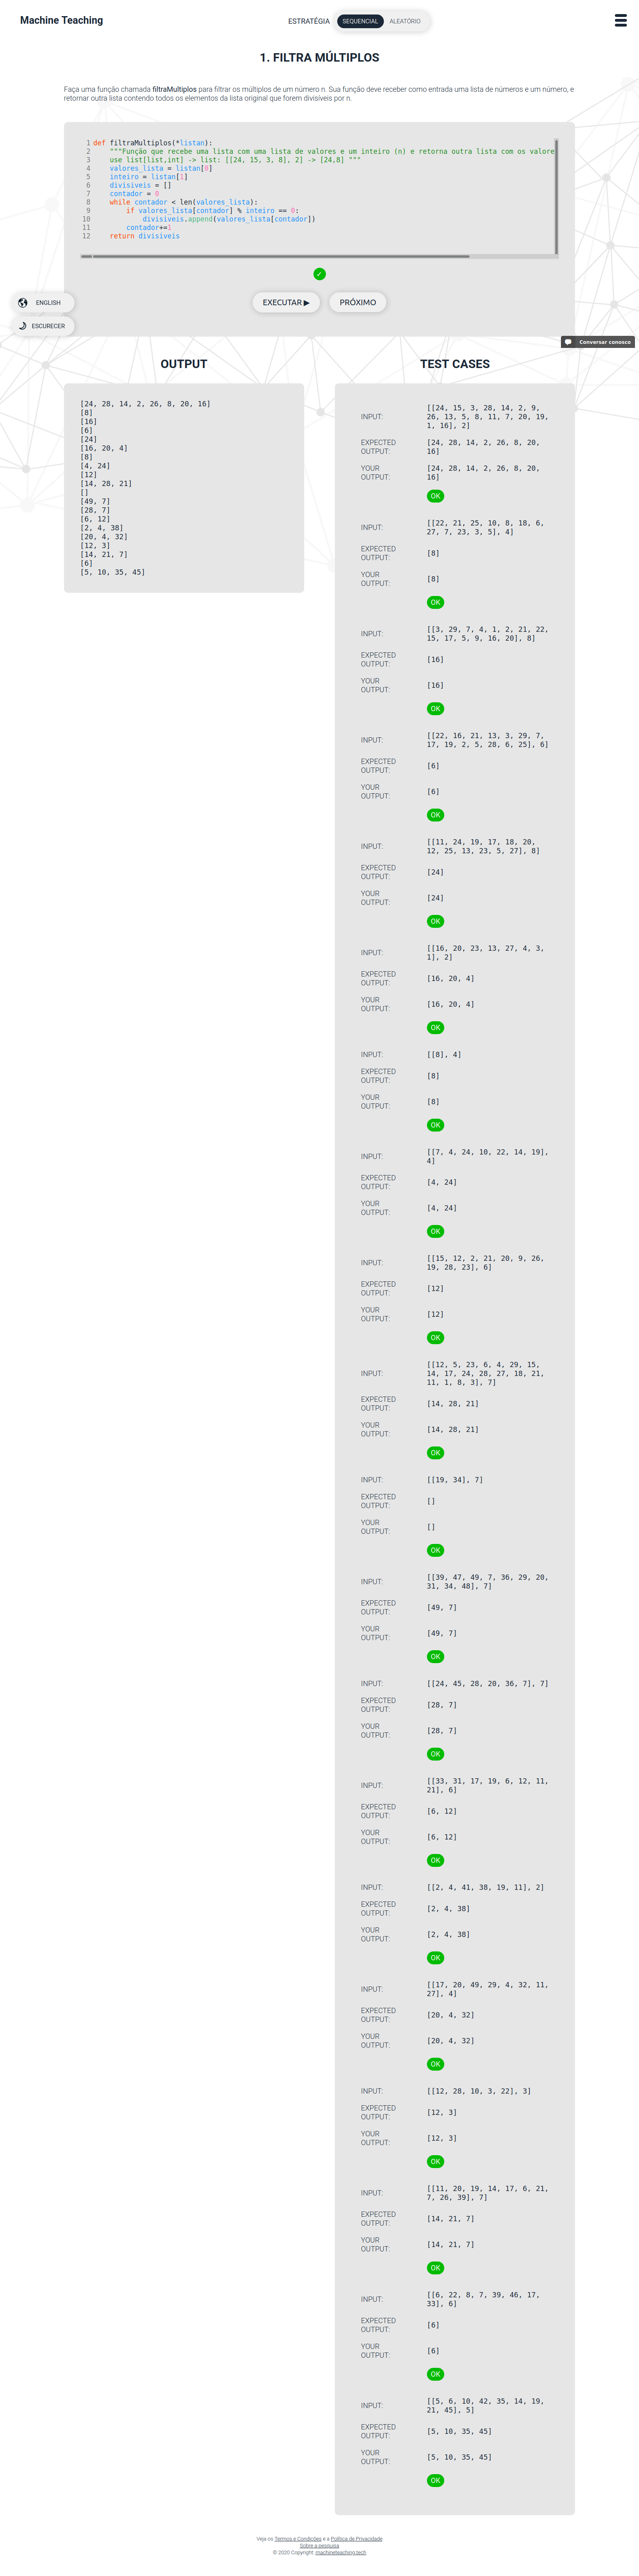 Machine Teaching
ESTRATÉGIA SEQUENCIAL ALEATÓRIO
1. FILTRA MÚLTIPLOS
Faça uma função chamada filtraMultiplos para filtrar os múltiplos de um número n. Sua função deve receber como entrada uma lista de números e um número, e
retornar outra lista contendo todos os elementos da lista original que forem divisíveis por n.
1 def filtraMultiplos(*listan):
2 """Função que recebe uma lista com uma lista de valores e um inteiro (n) e retorna outra lista com os valore
3 use list[list,int] -> list: [[24, 15, 3, 8], 2] -> [24,8] """
4 valores_lista = listan[0]
5 inteiro = listan[1]
6 divisiveis = []
7 contador = 0
8 while contador < len(valores_lista):
9 if valores_lista[contador] % inteiro == 0:
10 divisiveis.append(valores_lista[contador])
11 contador+=1
12 return divisiveis
ENGLISH
ESCURECER
EXECUTAR ▶ PRÓXIMO
Conversar conosco
OUTPUT
[24, 28, 14, 2, 26, 8, 20, 16]
[8]
[16]
[6]
[24]
[16, 20, 4]
[8]
[4, 24]
[12]
[14, 28, 21]
[]
[49, 7]
[28, 7]
[6, 12]
[2, 4, 38]
[20, 4, 32]
[12, 3]
[14, 21, 7]
[6]
[5, 10, 35, 45]
TEST CASES
INPUT:
[[24, 15, 3, 28, 14, 2, 9,
26, 13, 5, 8, 11, 7, 20, 19,
1, 16], 2]
EXPECTED
OUTPUT:
[24, 28, 14, 2, 26, 8, 20,
16]
YOUR
OUTPUT:
[24, 28, 14, 2, 26, 8, 20,
16]
OK
INPUT:
[[22, 21, 25, 10, 8, 18, 6,
27, 7, 23, 3, 5], 4]
EXPECTED
OUTPUT:
[8]
YOUR
OUTPUT:
[8]
OK
INPUT:
[[3, 29, 7, 4, 1, 2, 21, 22,
15, 17, 5, 9, 16, 20], 8]
EXPECTED
OUTPUT:
[16]
YOUR
OUTPUT:
[16]
OK
INPUT:
[[22, 16, 21, 13, 3, 29, 7,
17, 19, 2, 5, 28, 6, 25], 6]
EXPECTED
OUTPUT:
[6]
YOUR
OUTPUT:
[6]
OK
INPUT:
[[11, 24, 19, 17, 18, 20,
12, 25, 13, 23, 5, 27], 8]
EXPECTED
OUTPUT:
[24]
YOUR
OUTPUT:
[24]
OK
INPUT:
[[16, 20, 23, 13, 27, 4, 3,
1], 2]
EXPECTED
OUTPUT:
[16, 20, 4]
YOUR
OUTPUT:
[16, 20, 4]
OK
INPUT:
[[8], 4]
EXPECTED
OUTPUT:
[8]
YOUR
OUTPUT:
[8]
OK
INPUT:
[[7, 4, 24, 10, 22, 14, 19],
4]
EXPECTED
OUTPUT:
[4, 24]
YOUR
OUTPUT:
[4, 24]
OK
INPUT:
[[15, 12, 2, 21, 20, 9, 26,
19, 28, 23], 6]
EXPECTED
OUTPUT:
[12]
YOUR
OUTPUT:
[12]
OK
INPUT:
[[12, 5, 23, 6, 4, 29, 15,
14, 17, 24, 28, 27, 18, 21,
11, 1, 8, 3], 7]
EXPECTED
OUTPUT:
[14, 28, 21]
YOUR
OUTPUT:
[14, 28, 21]
OK
INPUT:
[[19, 34], 7]
EXPECTED
OUTPUT:
[]
YOUR
OUTPUT:
[]
OK
INPUT:
[[39, 47, 49, 7, 36, 29, 20,
31, 34, 48], 7]
EXPECTED
OUTPUT:
[49, 7]
YOUR
OUTPUT:
[49, 7]
OK
INPUT:
[[24, 45, 28, 20, 36, 7], 7]
EXPECTED
OUTPUT:
[28, 7]
YOUR
OUTPUT:
[28, 7]
OK
INPUT:
[[33, 31, 17, 19, 6, 12, 11,
21], 6]
EXPECTED
OUTPUT:
[6, 12]
YOUR
OUTPUT:
[6, 12]
OK
INPUT:
[[2, 4, 41, 38, 19, 11], 2]
EXPECTED
OUTPUT:
[2, 4, 38]
YOUR
OUTPUT:
[2, 4, 38]
OK
INPUT:
[[17, 20, 49, 29, 4, 32, 11,
27], 4]
EXPECTED
OUTPUT:
[20, 4, 32]
YOUR
OUTPUT:
[20, 4, 32]
OK
INPUT:
[[12, 28, 10, 3, 22], 3]
EXPECTED
OUTPUT:
[12, 3]
YOUR
OUTPUT:
[12, 3]
OK
INPUT:
[[11, 20, 19, 14, 17, 6, 21,
7, 26, 39], 7]
EXPECTED
OUTPUT:
[14, 21, 7]
YOUR
OUTPUT:
[14, 21, 7]
OK
INPUT:
[[6, 22, 8, 7, 39, 46, 17,
33], 6]
EXPECTED
OUTPUT:
[6]
YOUR
OUTPUT:
[6]
OK
INPUT:
[[5, 6, 10, 42, 35, 14, 19,
21, 45], 5]
EXPECTED
OUTPUT:
[5, 10, 35, 45]
YOUR
OUTPUT:
[5, 10, 35, 45]
OK
Veja os Termos e Condições e a Política de Privacidade
Sobre a pesquisa
© 2020 Copyright: machineteaching.tech